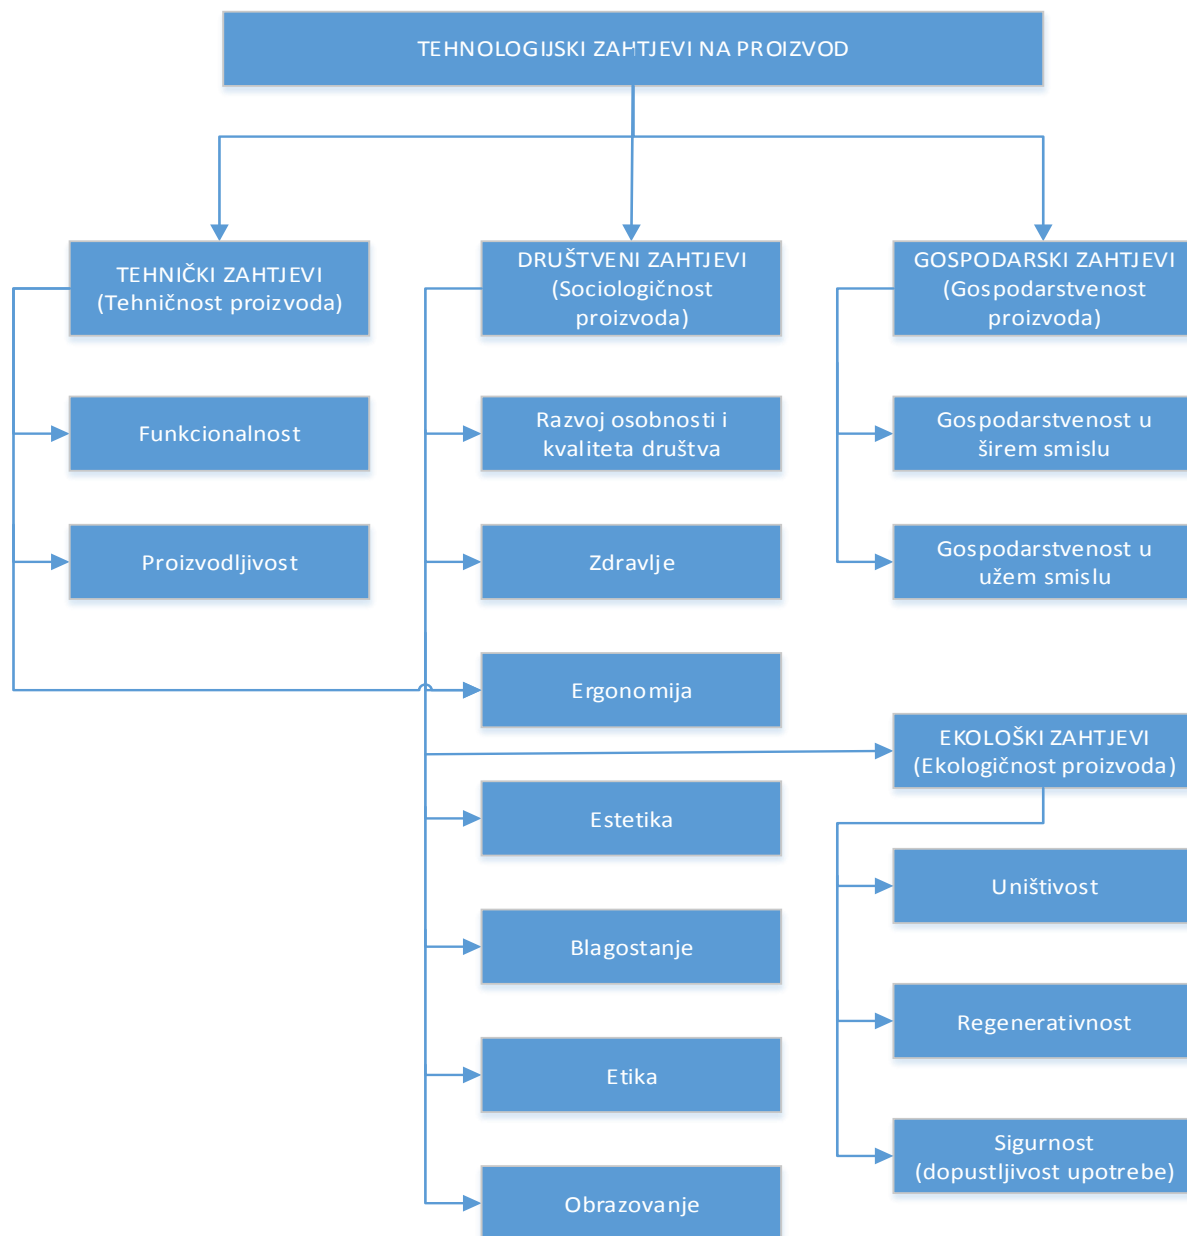 TEHNOLOGIJSKI ZAHTJEVI NA PROIZVOD
TEHNIČKI ZAHTJEVI
(Tehničnost proizvoda)
DRUŠTVENI ZAHTJEVI
(Sociologičnost
proizvoda)
GOSPODARSKI ZAHTJEVI
(Gospodarstvenost
proizvoda)
Funkcionalnost
Razvoj osobnosti i
kvaliteta društva
Gospodarstvenost u
širem smislu
Proizvodljivost
Zdravlje
Gospodarstvenost u
užem smislu
Ergonomija
EKOLOŠKI ZAHTJEVI
(Ekologičnost proizvoda)
Estetika
Uništivost
Blagostanje
Regenerativnost
Etika
Sigurnost
(dopustljivost upotrebe)
Obrazovanje